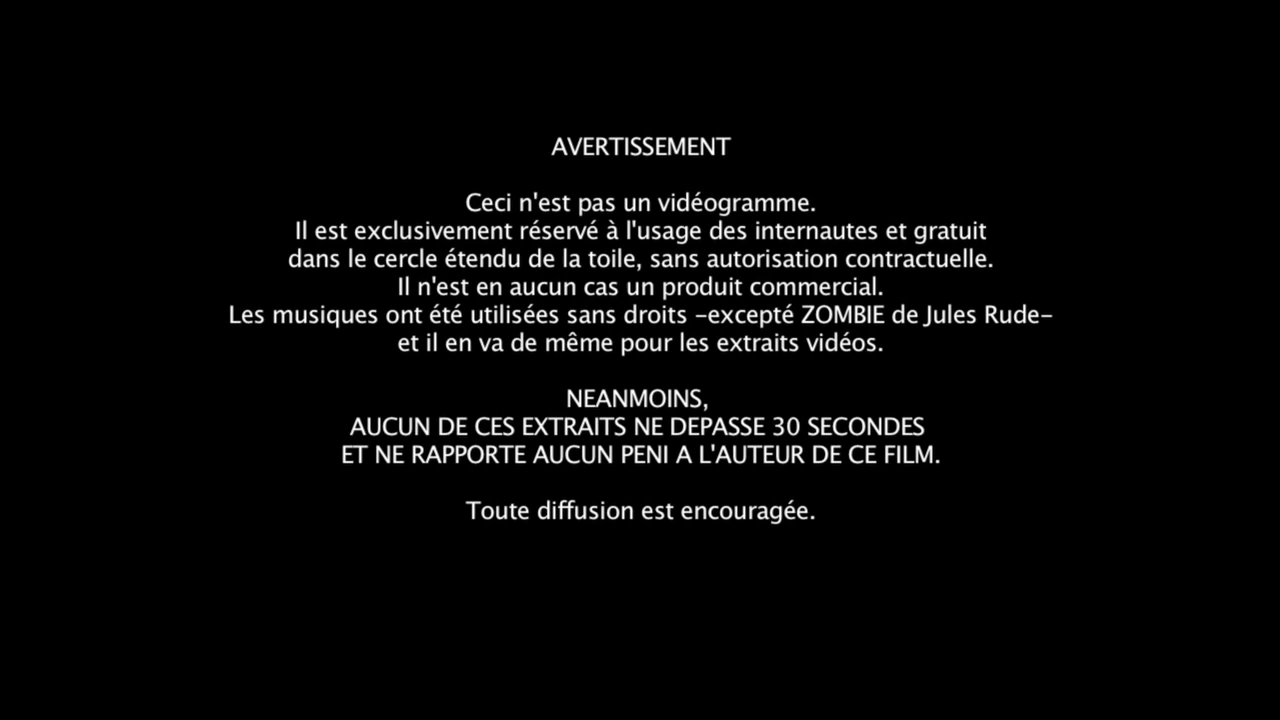 AVERTISSEMENT
Ceci n'est pas un vidéogramme.
Il est exclusivement réservé à l'usage des internautes et gratuit
dans le cercle étendu de la toile, sans autorisation contractuelle.
Il n'est en aucun cas un produit commercial.
Les musiques ont été utilisées sans droits -excepté ZOMBIE de Jules Rude-
et il en va de même pour les extraits vidéos.
NEANMOINS,
AUCUN DE CES EXTRAITS NE DEPASSE 30 SECONDES
ET NE RAPPORTE AUCUN PENI A L'AUTEUR DE CE FILM.
Toute diffusion est encouragée.